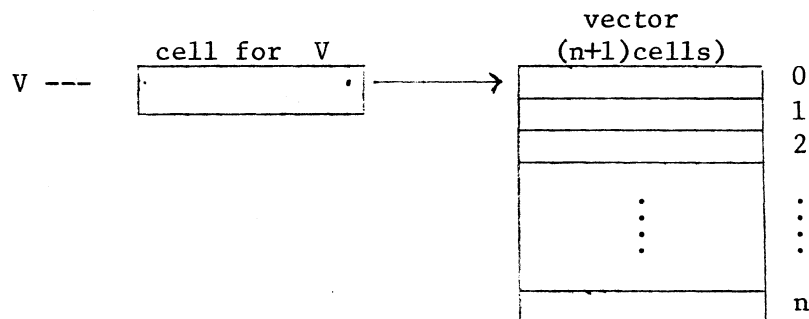 vector
cell for V (n+1)cells)
V --- 0
1
2
n